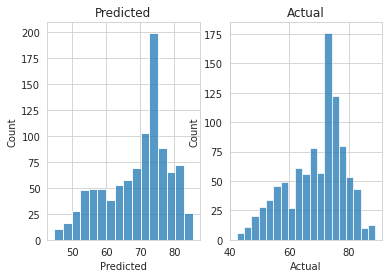 Predicted
Actual
200
175
150
125
100
75
50
25
0
Count
50 60 70 80
Predicted
175
150
125
100
75
50
25
0
Count
40 60 80
Actual